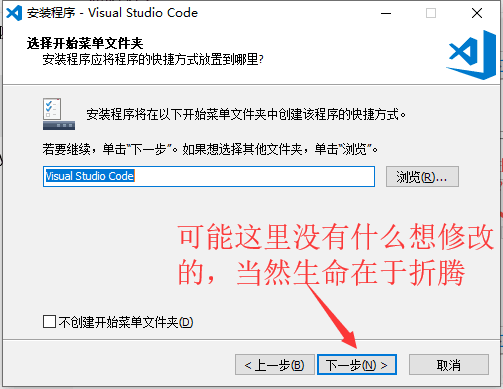 安装程序 - Visual Studio Code
选择开始菜单文件夹
安装程序应将程序的快捷方式放置到哪里?
安装程序将在以下开始菜单文件夹中创建该程序的快捷方式。
若要继续，单击“下一步”。如果想选择其他文件夹，单击“浏览”。
Visual Studio Code
浏览(R)...
可能这里没有什么想修改
的，当然生命在于折腾
不创建开始菜单文件夹(D)
< 上一步(B)
下一步(N) >
取消